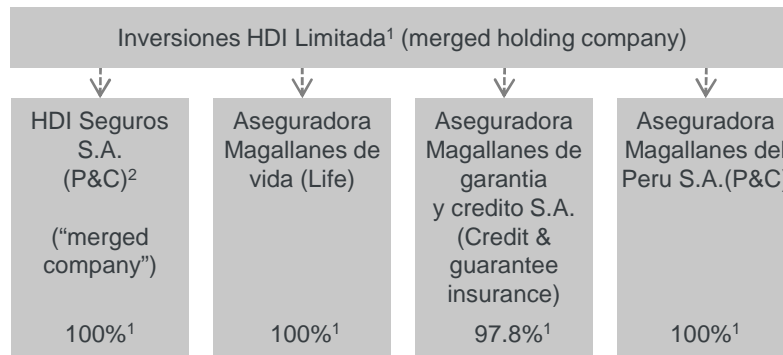 Inversiones HDI Limitada¹ (merged holding company)
HDI Seguros
S.A.
(P&C)²
(“merged
company”)
100%¹
Aseguradora
Magallanes de
vida (Life)
100%¹
Aseguradora
Magallanes de
garantia
y credito S.A.
(Credit &
guarantee
insurance)
97.8%¹
Aseguradora
Magallanes del
Peru S.A.(P&C)
100%¹